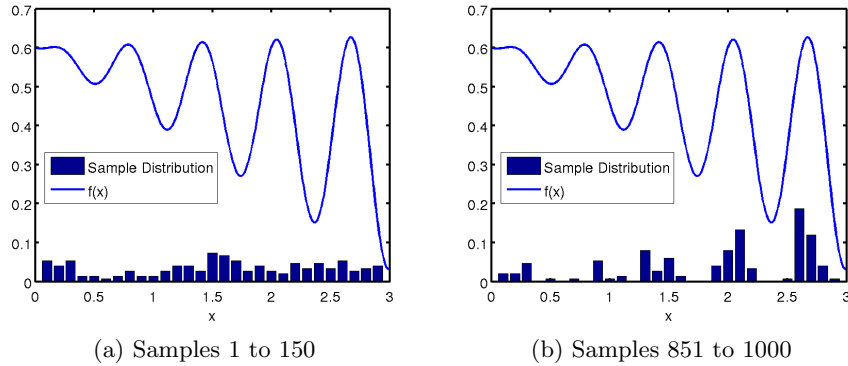 0.7
0.6
0.5
0.4
0.3
0.2
0.1
0
Sample Distribution
f(x)
0 0.5 1 1.5 2 2.5 3
x
(a) Samples 1 to 150
0.7
0.6
0.5
0.4
0.3
0.2
0.1
0
Sample Distribution
f(x)
0 0.5 1 1.5 2 2.5 3
x
(b) Samples 851 to 1000